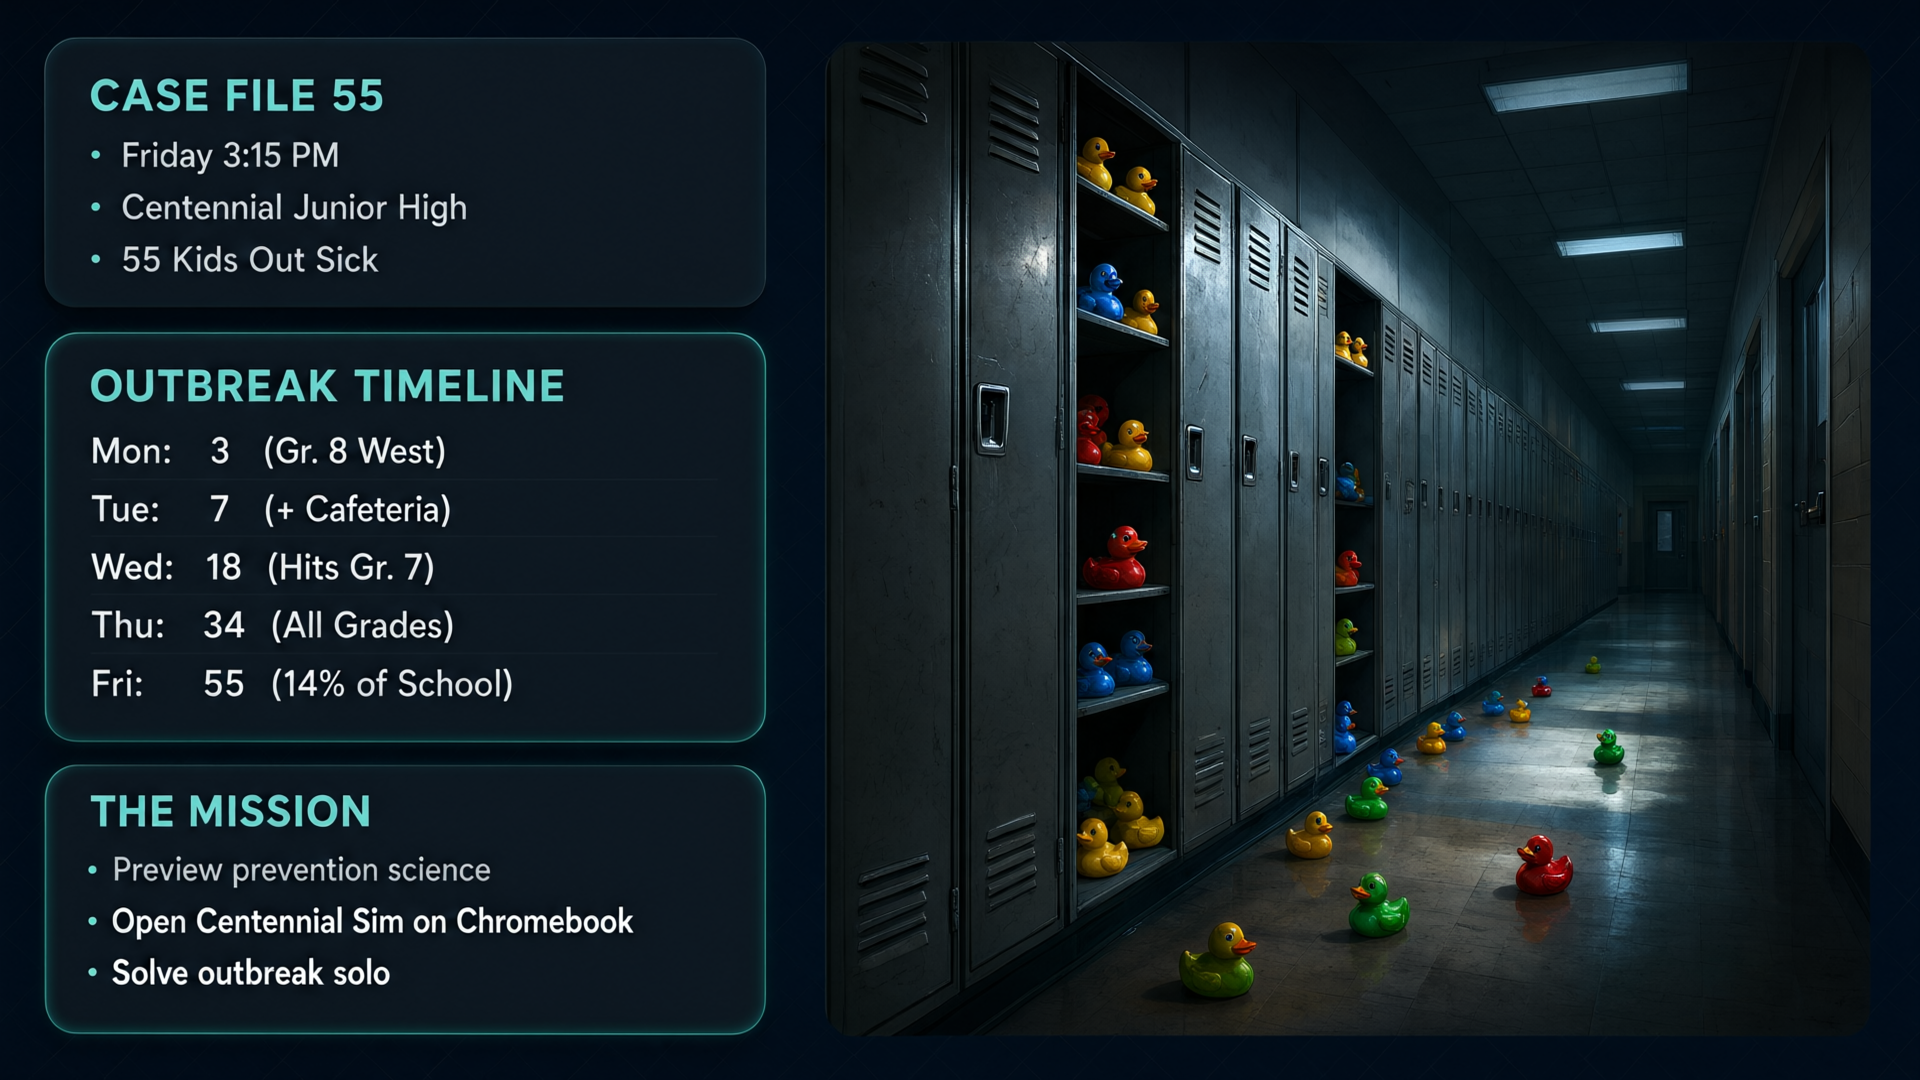 CASE FILE 55
• Friday 3:15 PM
• Centennial Junior High
• 55 Kids Out Sick
OUTBREAK TIMELINE
Mon: 3 (Gr. 8 West)
Tue: 7 (+ Cafeteria)
Wed: 18 (Hits Gr. 7)
Thu: 34 (All Grades)
Fri: 55 (14% of School)
THE MISSION
• Preview prevention science
• Open Centennial Sim on Chromebook
• Solve outbreak solo